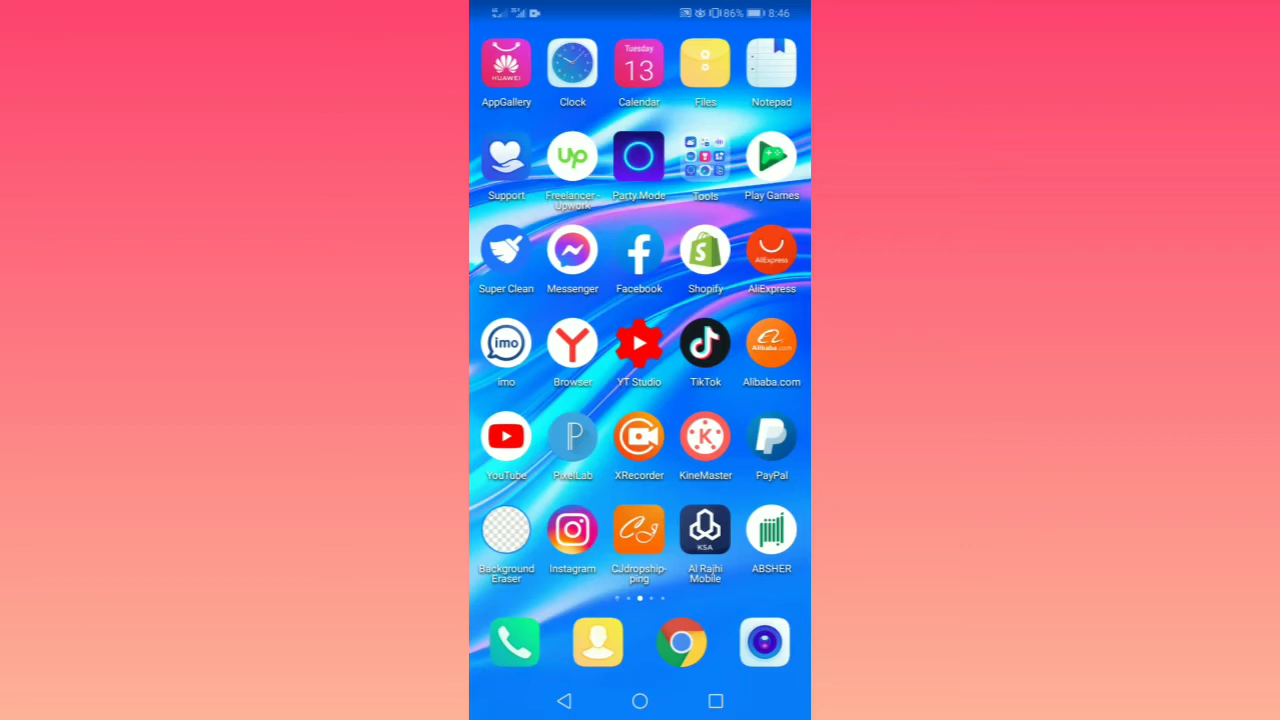 86% 8:46
HUAWEI
Tuesday
13
AppGallery Clock Calendar Files Notepad
up
Support Freelancer - Upwork Party Mode Tools Play Games
AliExpress
Super Clean Messenger Facebook Shopify AliExpress
imo
Alibaba.com
imo Browser YT Studio TikTok Alibaba.com
P
K
YouTube PixelLab XRecorder KineMaster PayPal
CJ
KSA
Background Instagram CJdropship- Al Rajhi ABSHER
Eraser ping Mobile